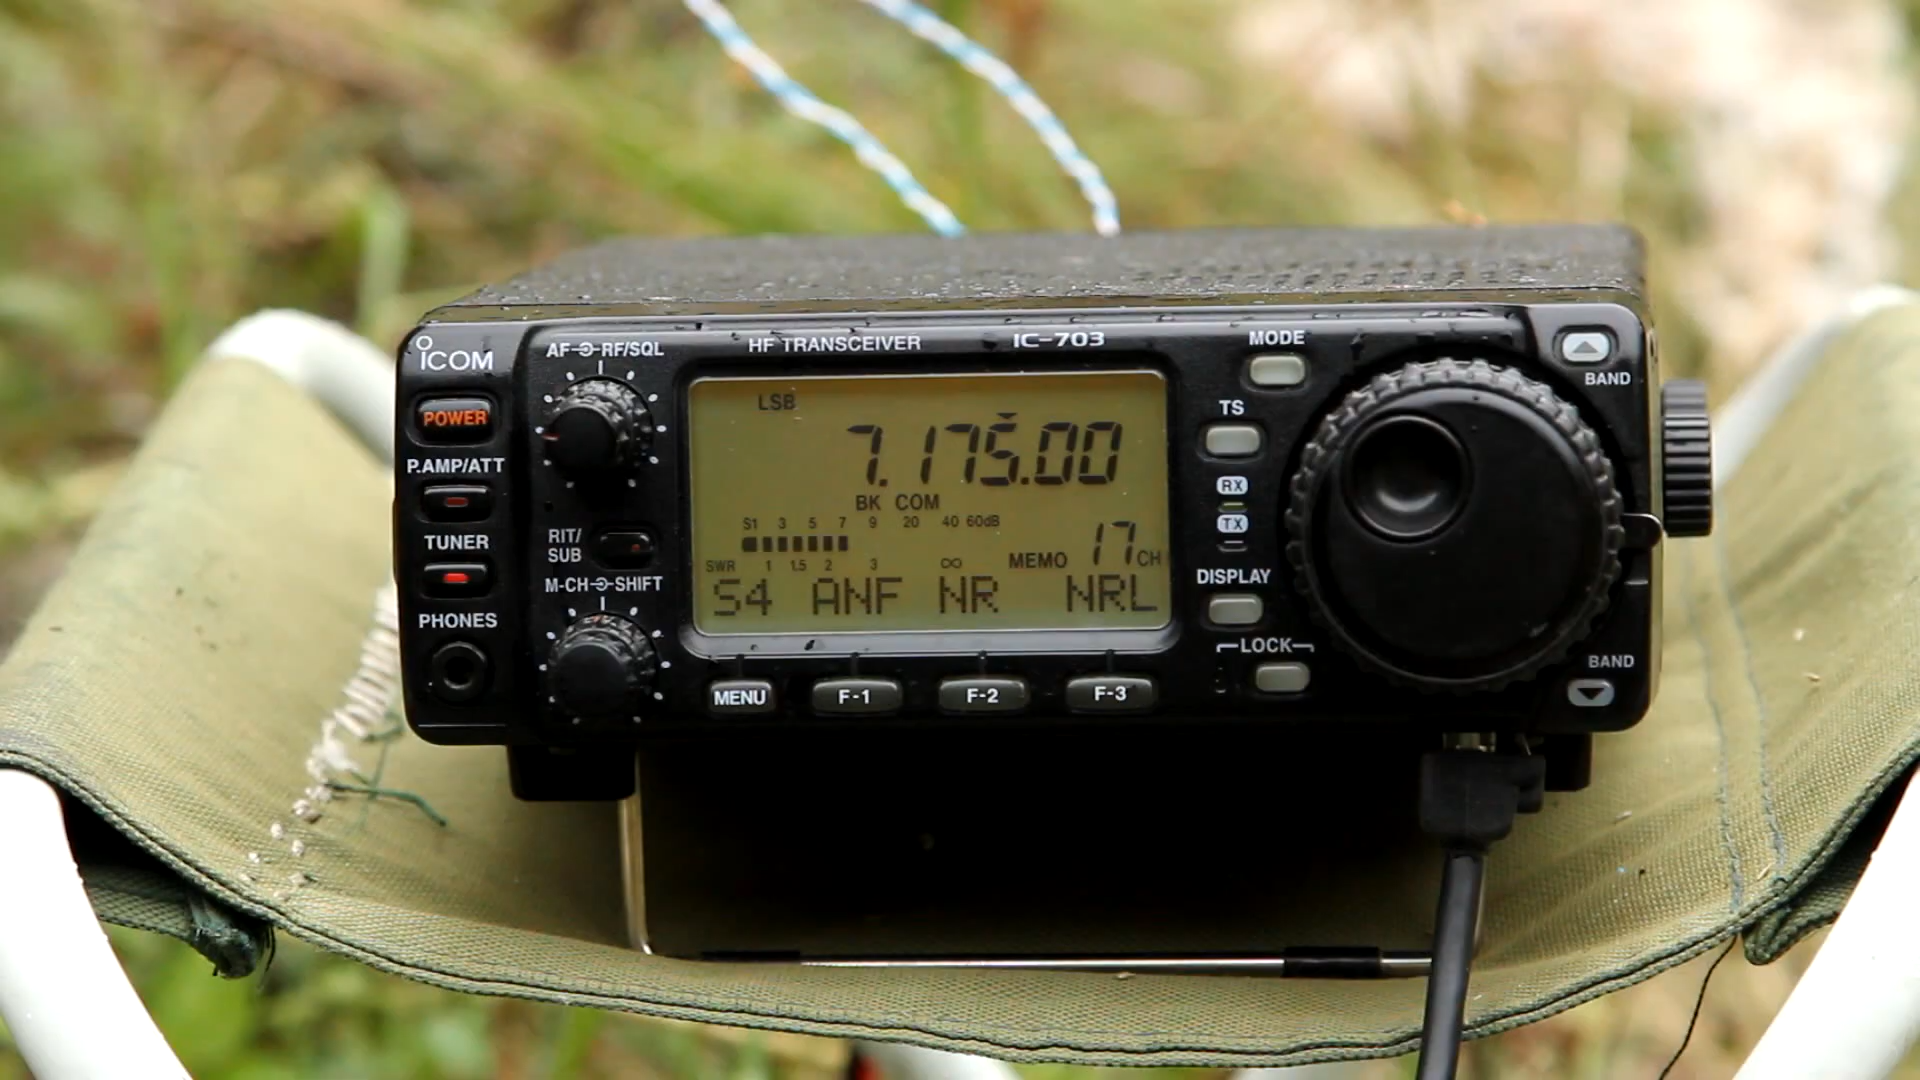 ICOM
AF RF/SQL
HF TRANSCEIVER
IC-703
MODE
BAND
POWER
P.AMP/ATT
TUNER
PHONES
RIT/
SUB
M-CH SHIFT
LSB
7.175.00
BK COM
S1 3 5 7 9 20 40 60dB
MEMO 17CH
SWR 1 1.5 2 3 ∞
S4 ANF NR NRL
MENU
F-1
F-2
F-3
TS
RX
TX
DISPLAY
LOCK
BAND